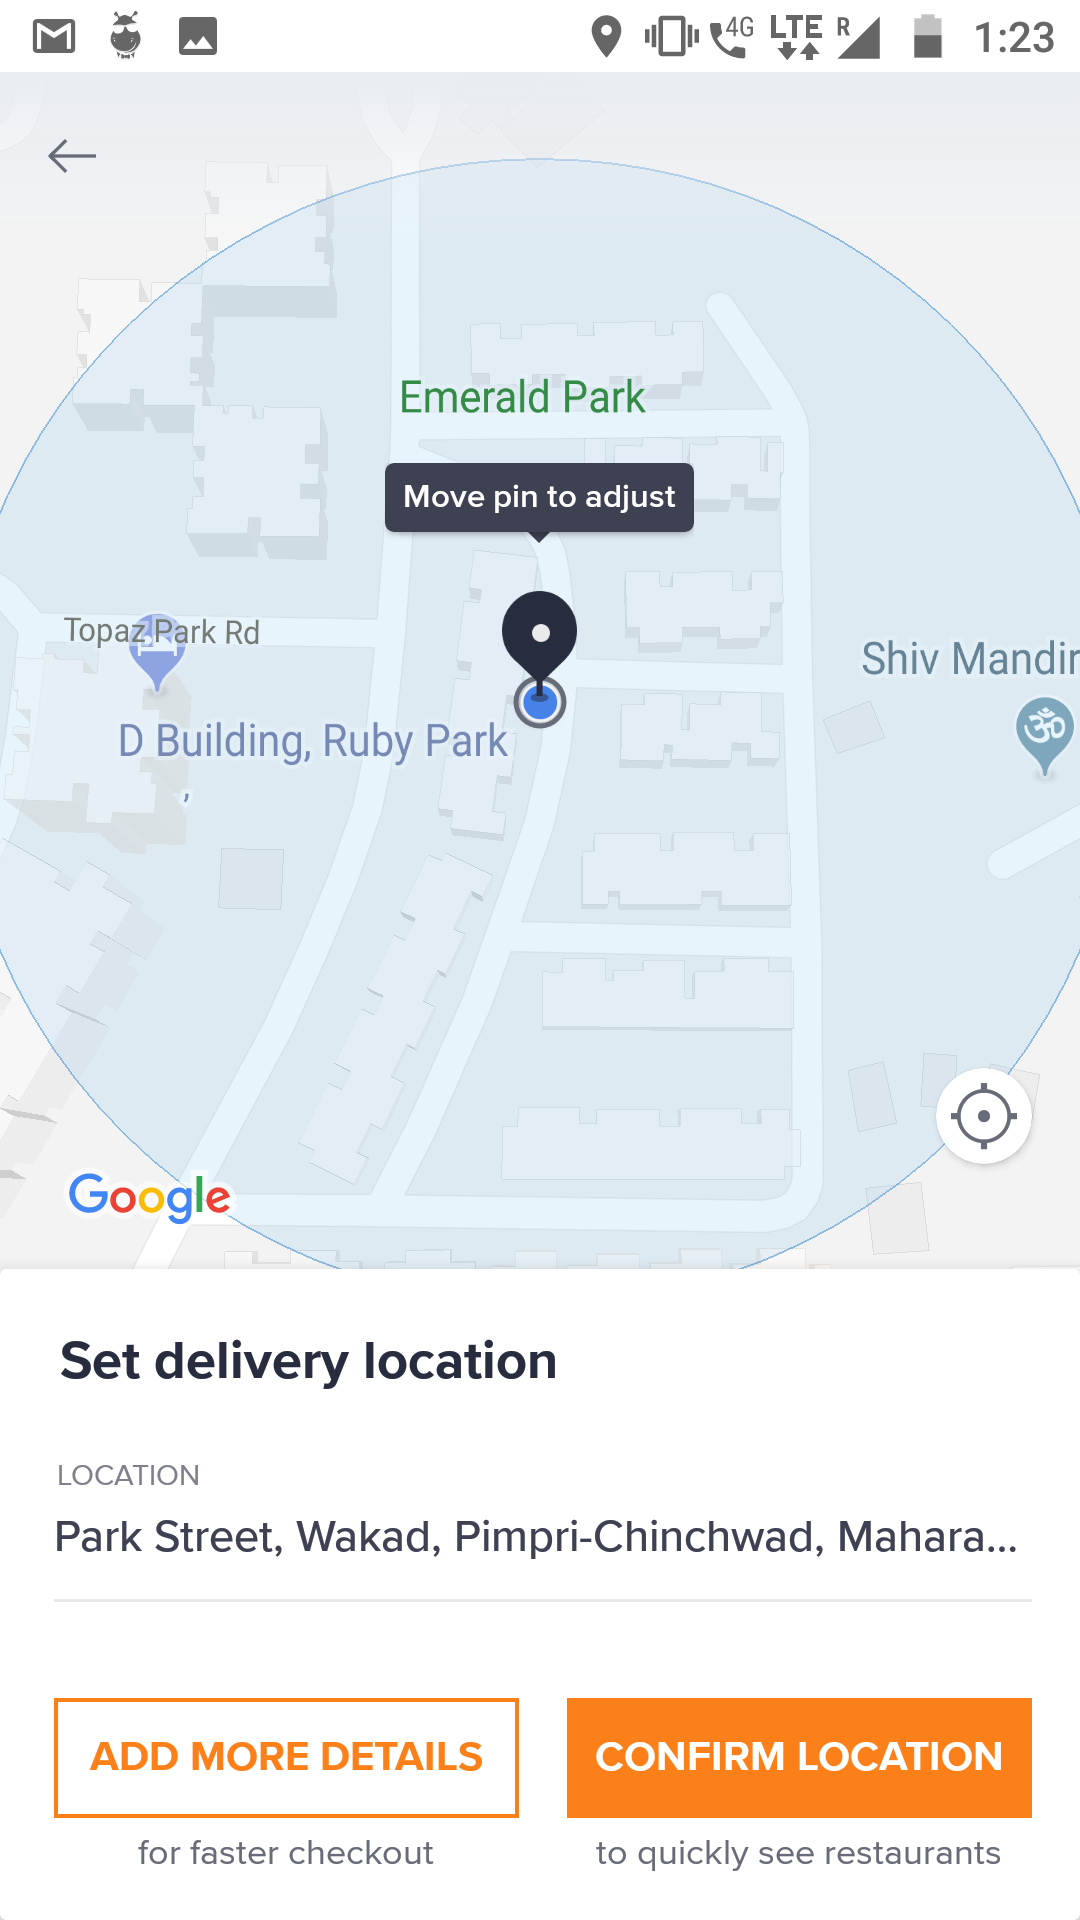 4G LTE R 1:23
Emerald Park
Move pin to adjust
Topaz Park Rd
Shiv Mandir
D Building, Ruby Park
,
Google
Set delivery location
LOCATION
Park Street, Wakad, Pimpri-Chinchwad, Mahara...
ADD MORE DETAILS
CONFIRM LOCATION
for faster checkout
to quickly see restaurants